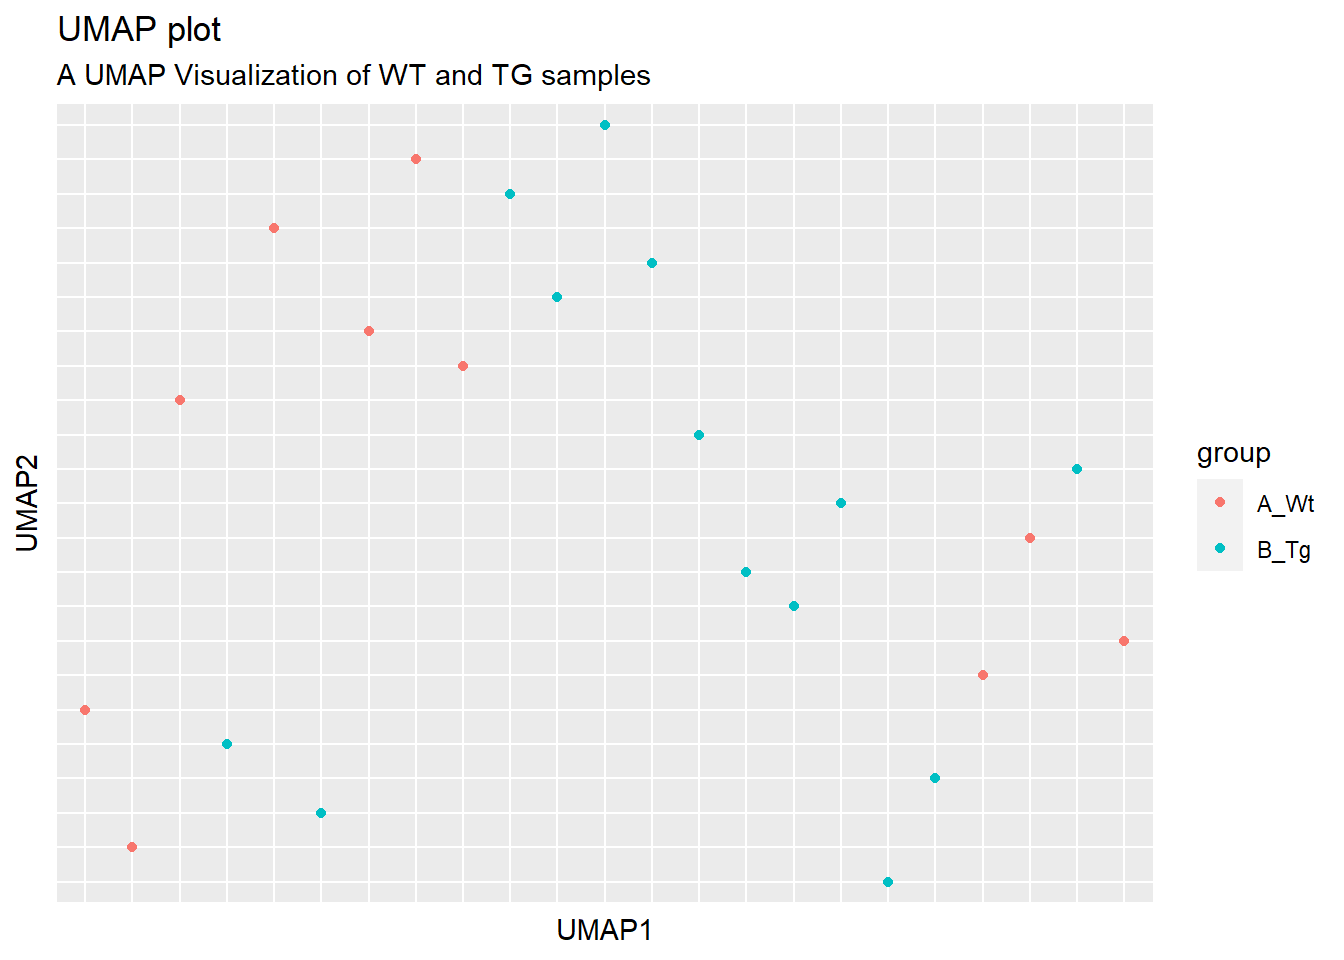 UMAP plot
A UMAP Visualization of WT and TG samples
UMAP2
UMAP1
group
A_Wt
B_Tg